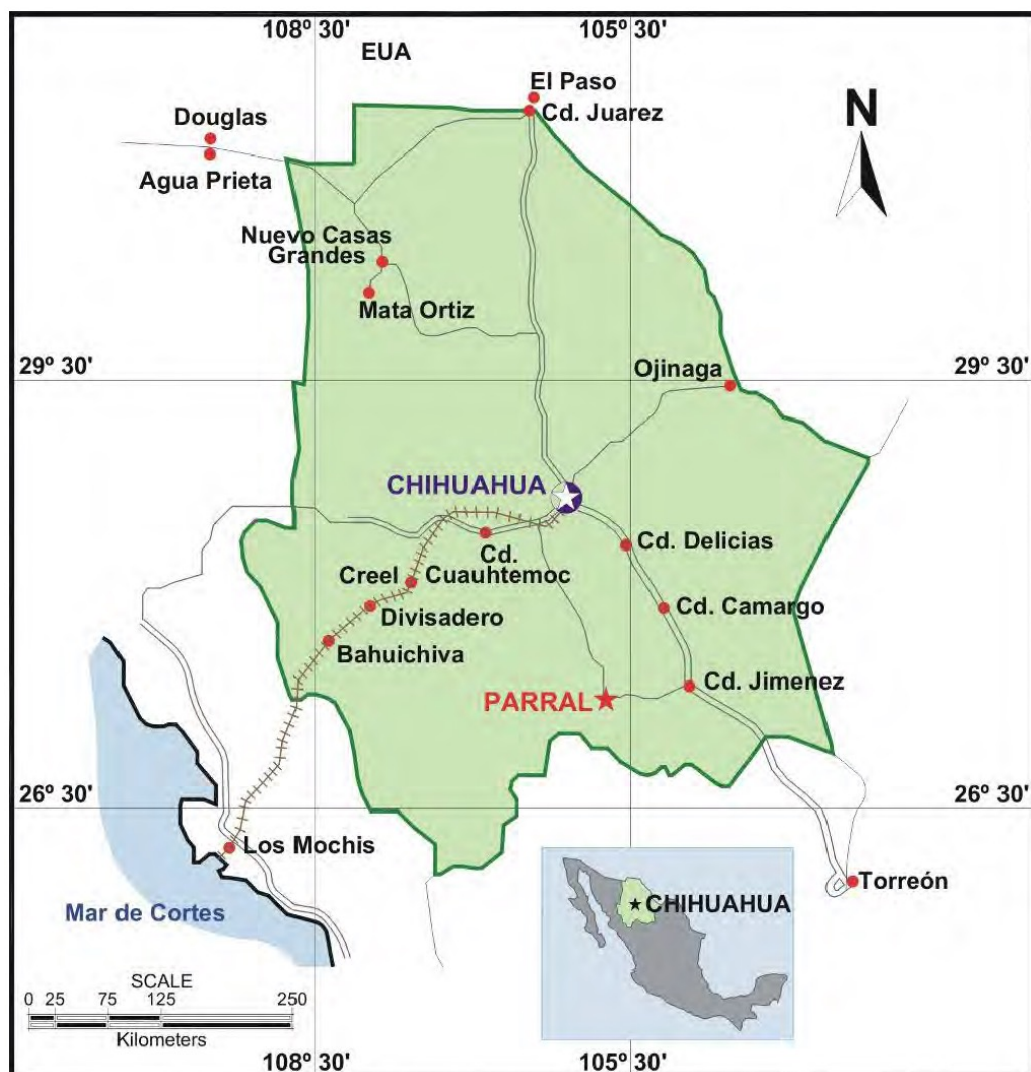 108º 30'
105º 30'
EUA
El Paso
Cd. Juarez
N
Douglas
Agua Prieta
Nuevo Casas
Grandes
Mata Ortiz
29º 30'
29º 30'
Ojinaga
CHIHUAHUA
Cd.
Cuauhtemoc
Cd. Delicias
Creel
Divisadero
Cd. Camargo
Bahuichiva
Cd. Jimenez
PARRAL
26º 30'
26º 30'
Los Mochis
Torreón
CHIHUAHUA
Mar de Cortes
SCALE
0 25 75 125 250
Kilometers
108º 30'
105º 30'